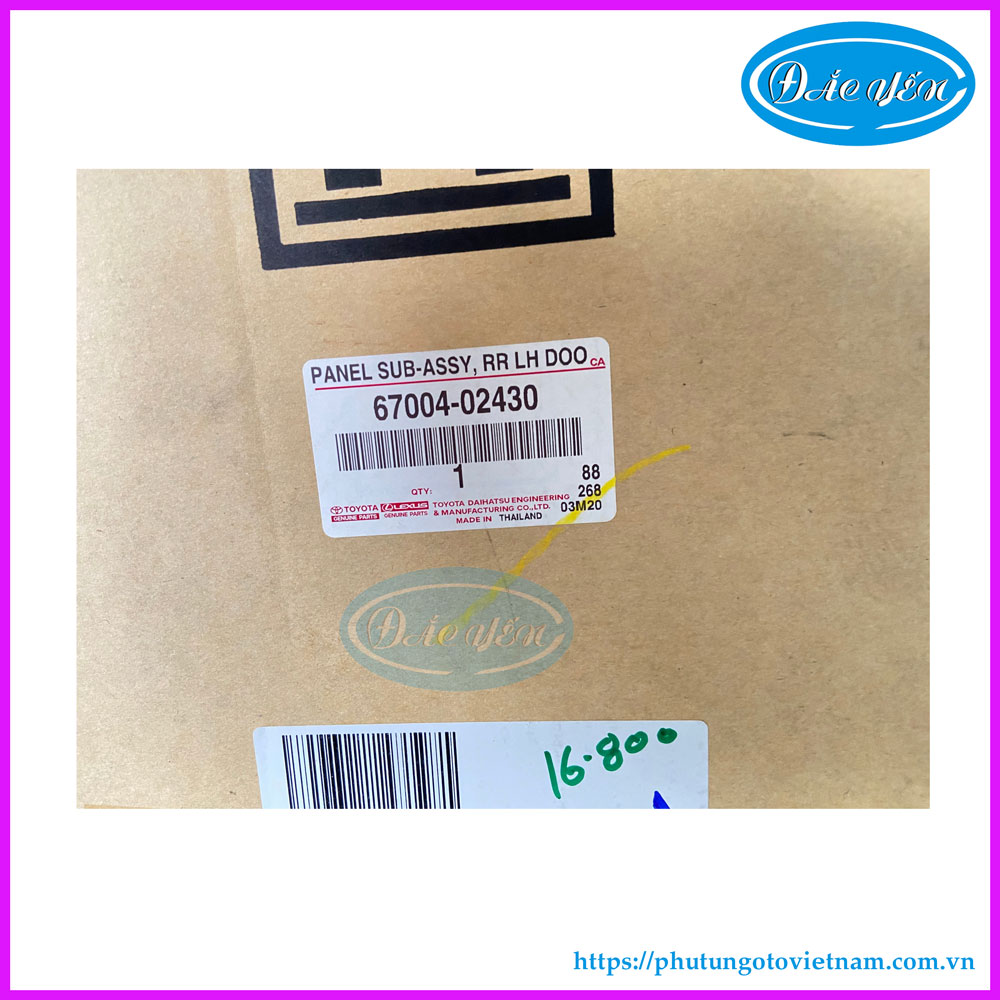 ĐẮC YẾN
PANEL SUB-ASSY, RR LH DOO CA
67004-02430
QTY: 1
88
268
03M20
TOYOTA
GENUINE PARTS
LEXUS
GENUINE PARTS
TOYOTA DAIHATSU ENGINEERING
& MANUFACTURING CO.,LTD.
MADE IN THAILAND
ĐẮC YẾN
16.800
https://phutungotovietnam.com.vn